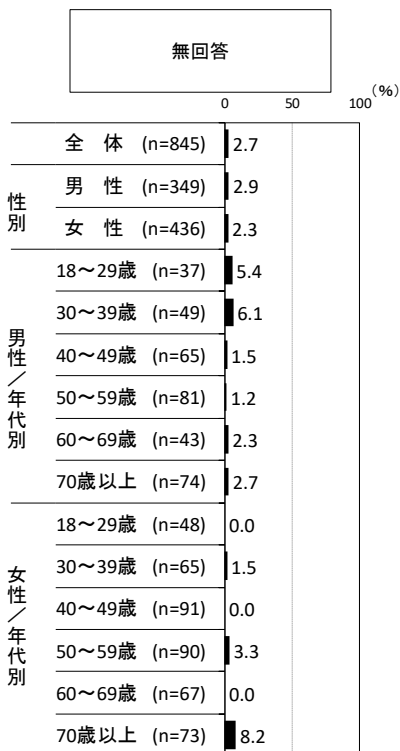 無回答
(%)
0 50 100
全 体 (n=845) 2.7
性別
男 性 (n=349) 2.9
女 性 (n=436) 2.3
男性／年代別
18～29歳 (n=37) 5.4
30～39歳 (n=49) 6.1
40～49歳 (n=65) 1.5
50～59歳 (n=81) 1.2
60～69歳 (n=43) 2.3
70歳以上 (n=74) 2.7
女性／年代別
18～29歳 (n=48) 0.0
30～39歳 (n=65) 1.5
40～49歳 (n=91) 0.0
50～59歳 (n=90) 3.3
60～69歳 (n=67) 0.0
70歳以上 (n=73) 8.2